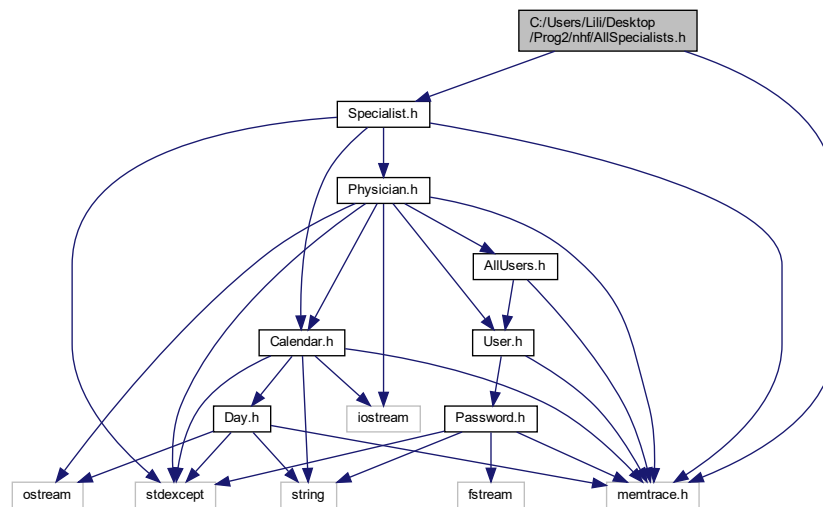 C:/Users/Lili/Desktop
/Prog2/nhf/AllSpecialists.h
Specialist.h
Physician.h
AllUsers.h
Calendar.h
User.h
Day.h
iostream
Password.h
ostream
stdexcept
string
fstream
memtrace.h